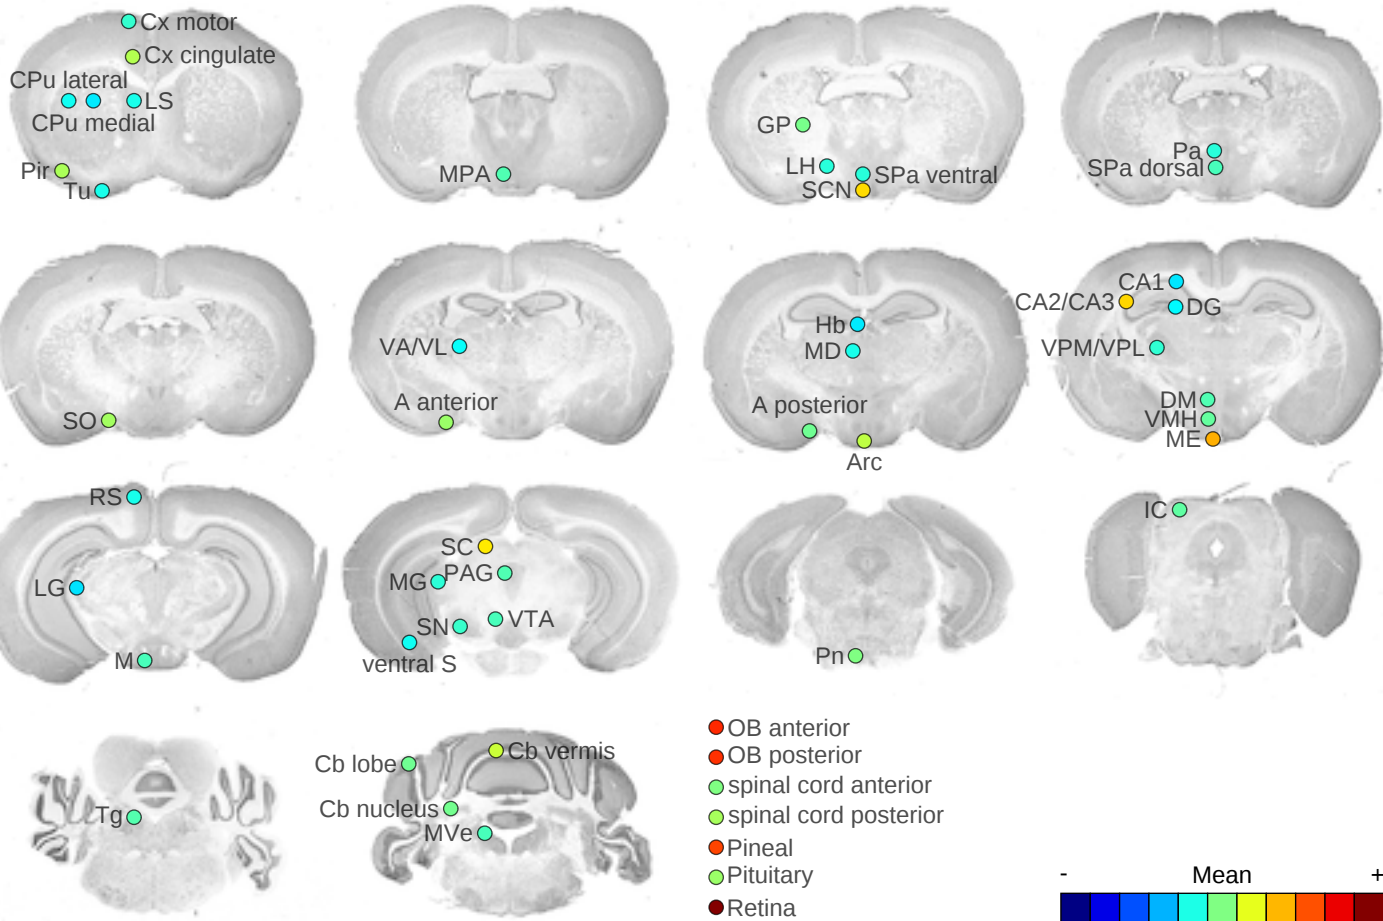 Cx motor
Cx cingulate
CPu lateral
LS
CPu medial
Pir
Tu
MPA
GP
LH
SPa ventral
SCN
Pa
SPa dorsal
SO
VA/VL
A anterior
Hb
MD
A posterior
Arc
CA1
CA2/CA3
DG
VPM/VPL
DM
VMH
ME
RS
LG
M
SC
PAG
MG
VTA
SN
ventral S
Pn
IC
Tg
Cb vermis
Cb lobe
Cb nucleus
MVe
OB anterior
OB posterior
spinal cord anterior
spinal cord posterior
Pineal
Pituitary
Retina
- Mean +